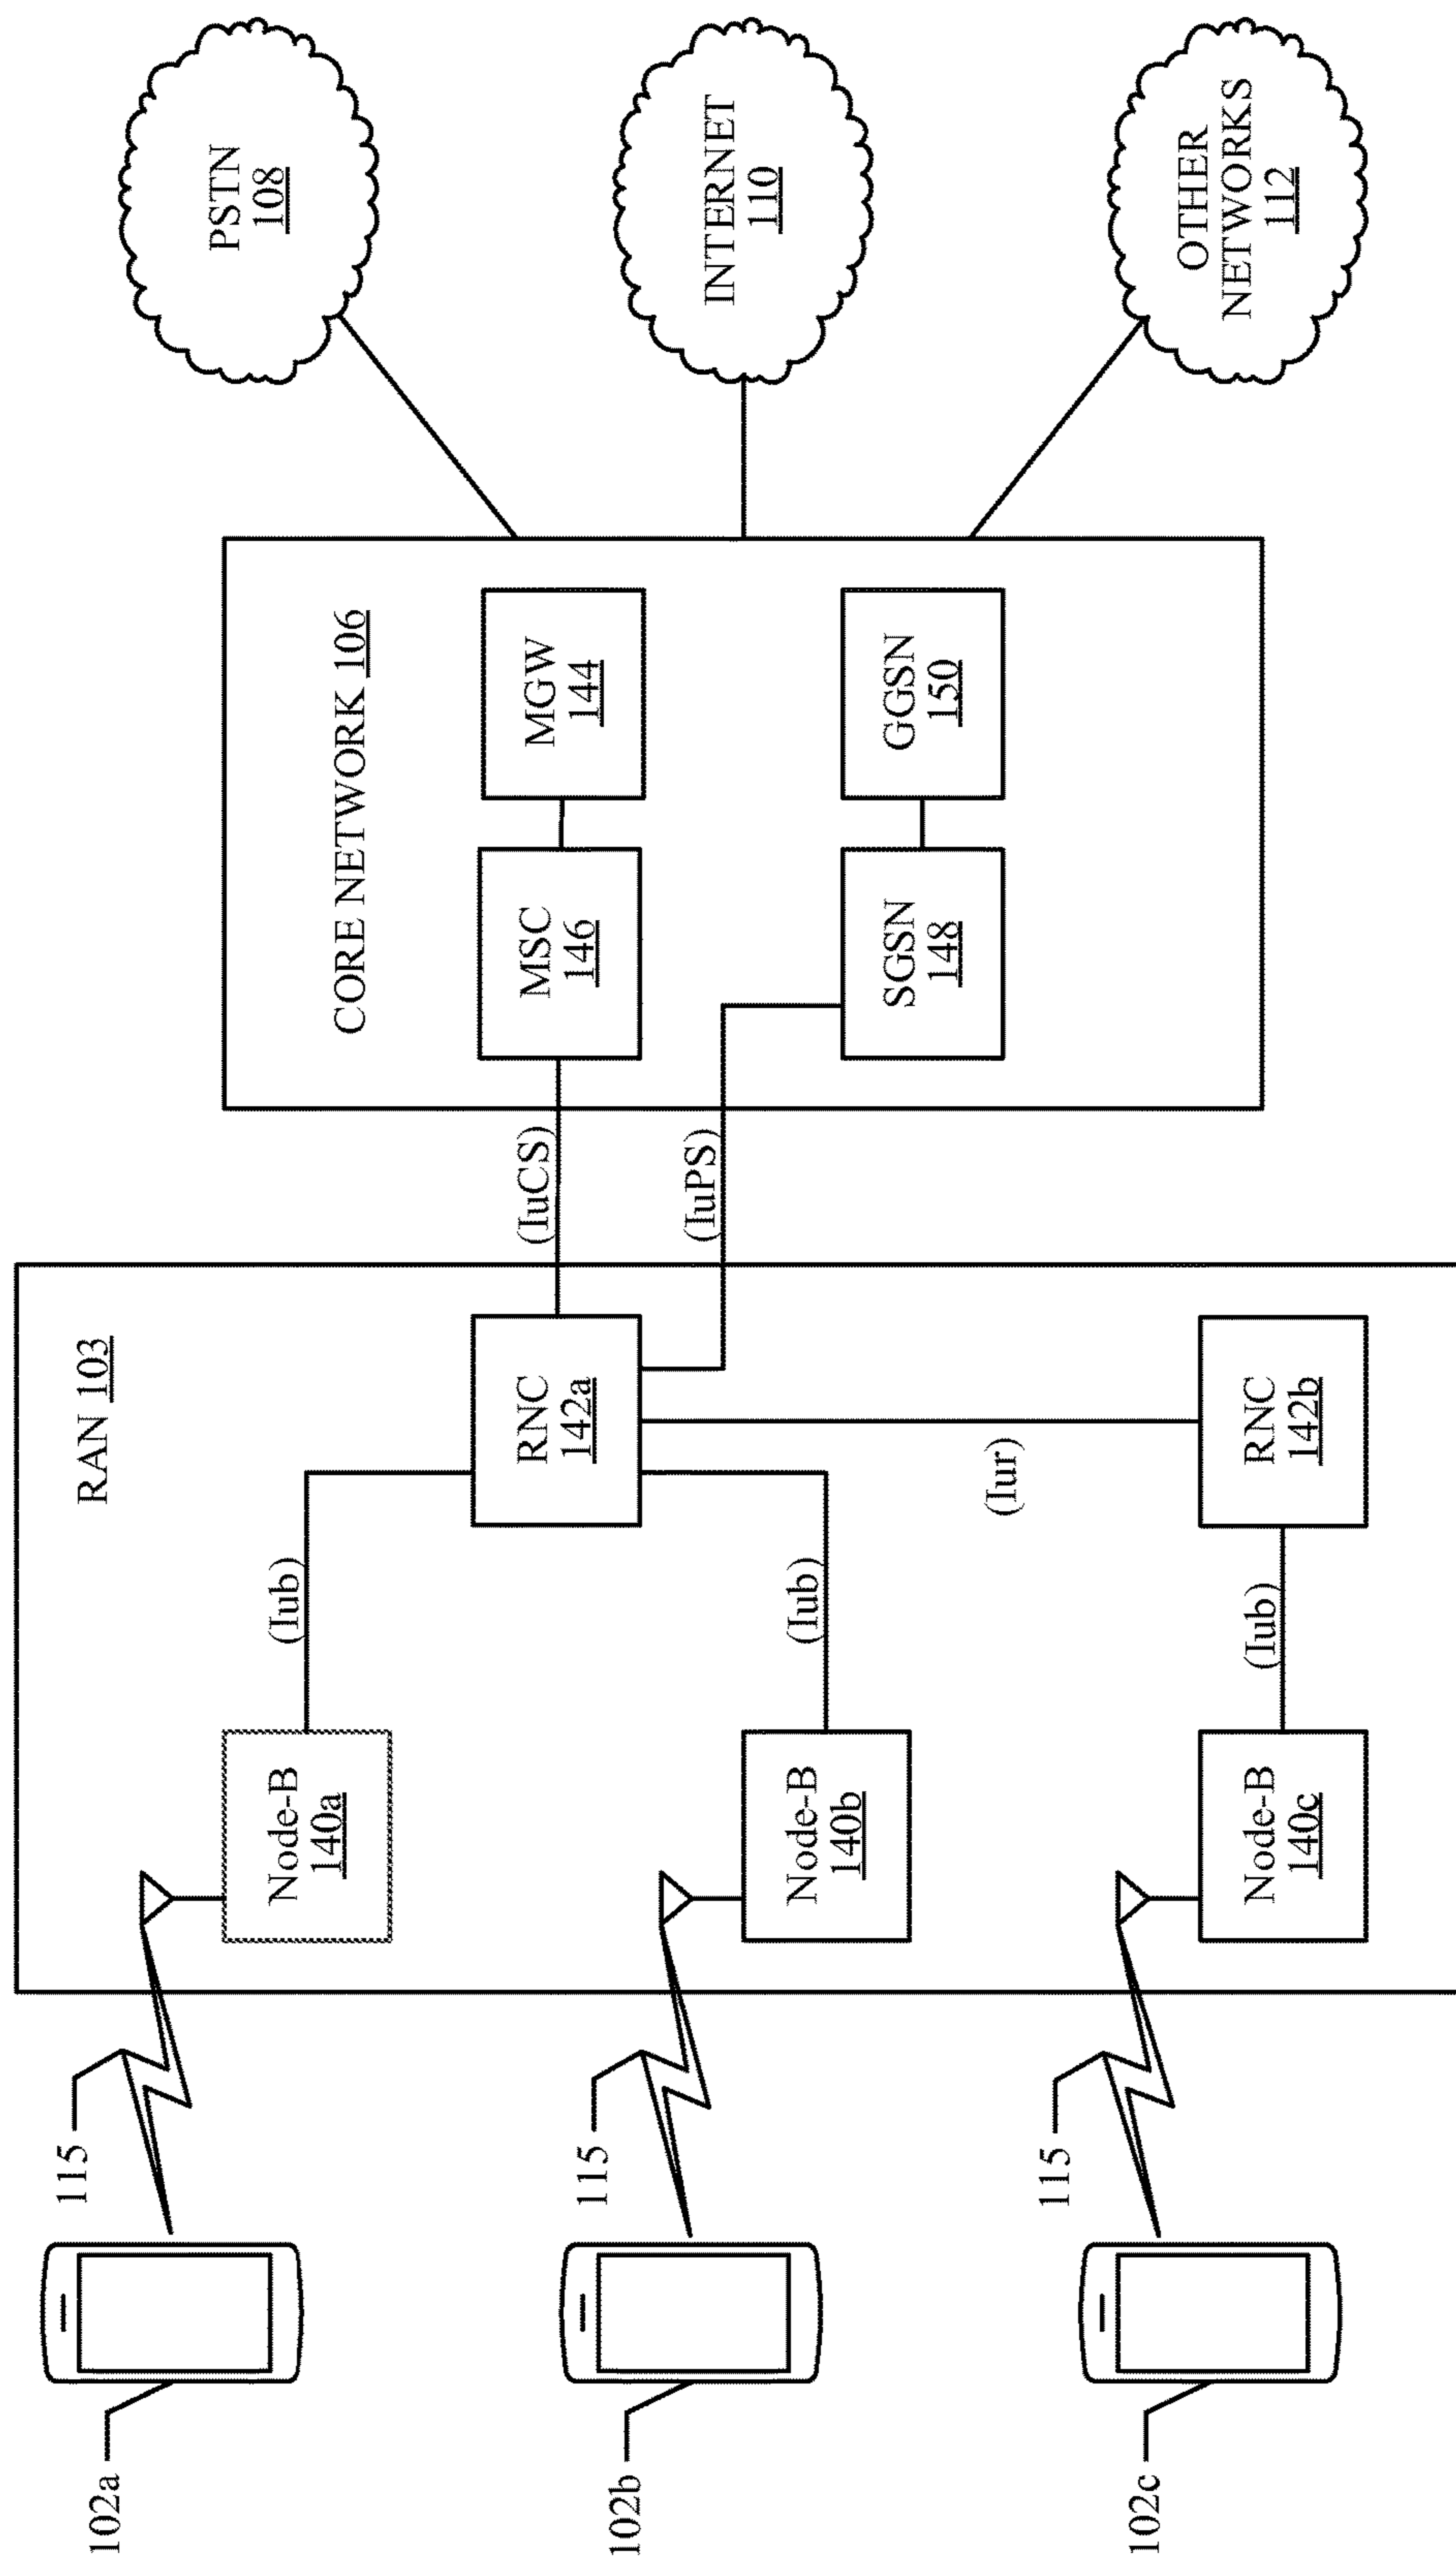 102a
115
Node-B
140a
(Iub)
RAN 103
102b
115
Node-B
140b
(Iub)
RNC
142a
102c
115
Node-B
140c
(Iub)
(Iur)
RNC
142b
(IuCS)
(IuPS)
CORE NETWORK 106
MSC
146
MGW
144
SGSN
148
GGSN
150
PSTN
108
INTERNET
110
OTHER
NETWORKS
112